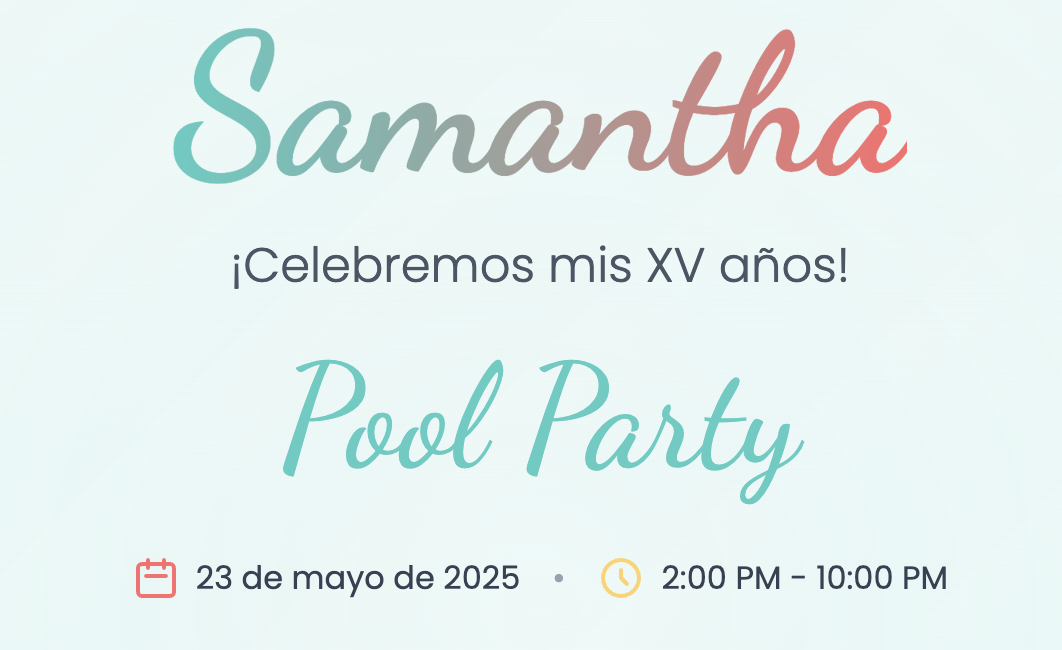 Samantha
¡Celebremos mis XV años!
Pool Party
23 de mayo de 2025 • 2:00 PM - 10:00 PM